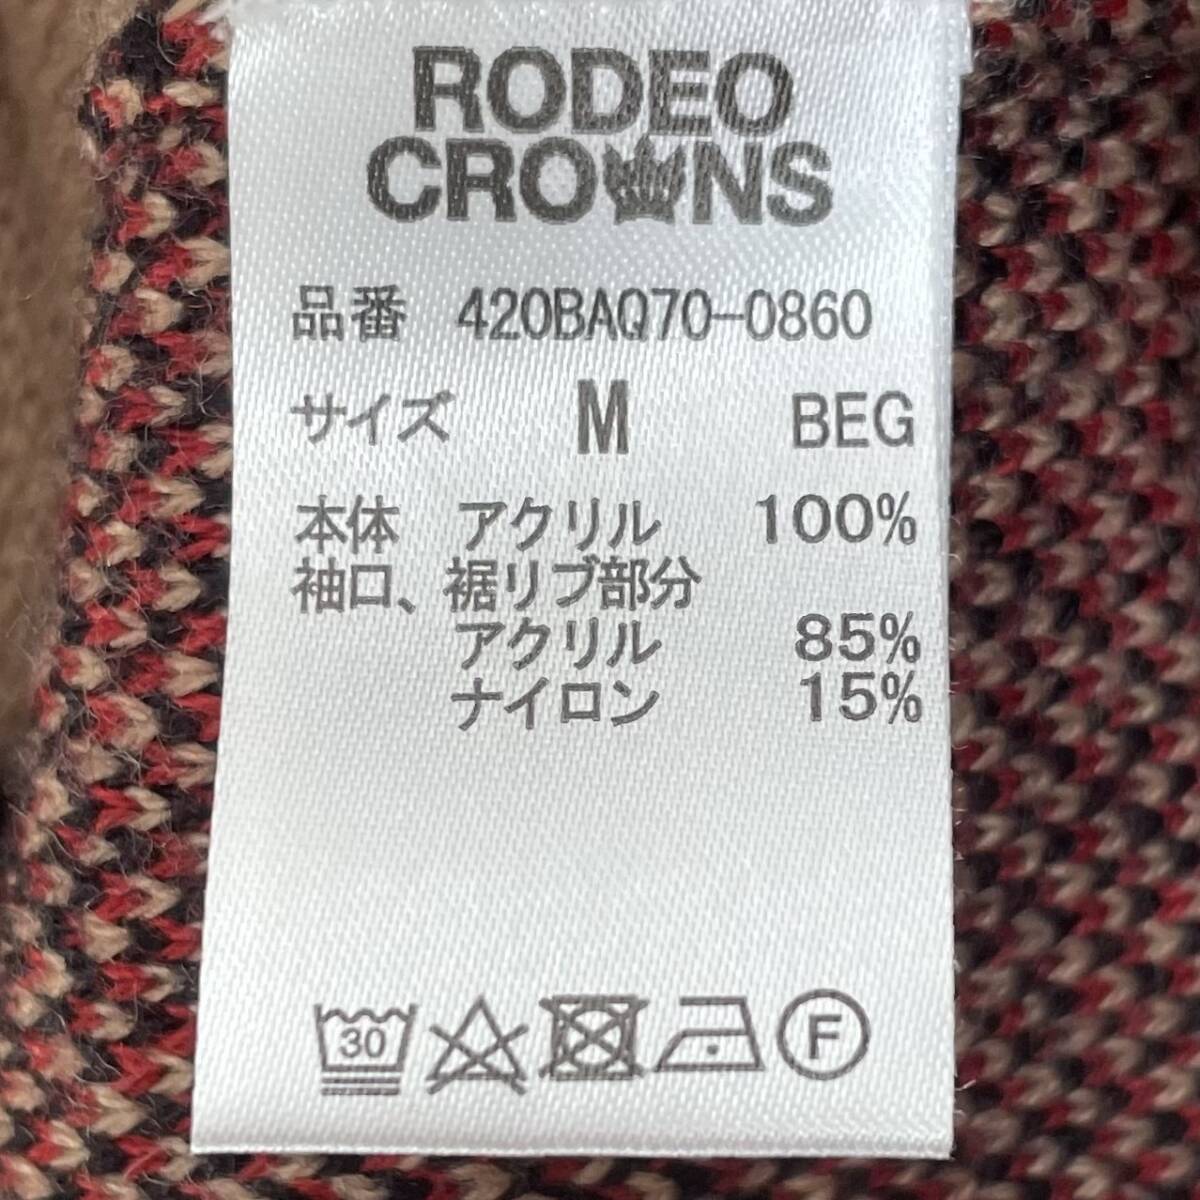 RODEO
CROWNS
品番 420BAQ70-0860
サイズ M BEG
本体 アクリル 100%
袖口、裾リブ部分
アクリル 85%
ナイロン 15%
30
F